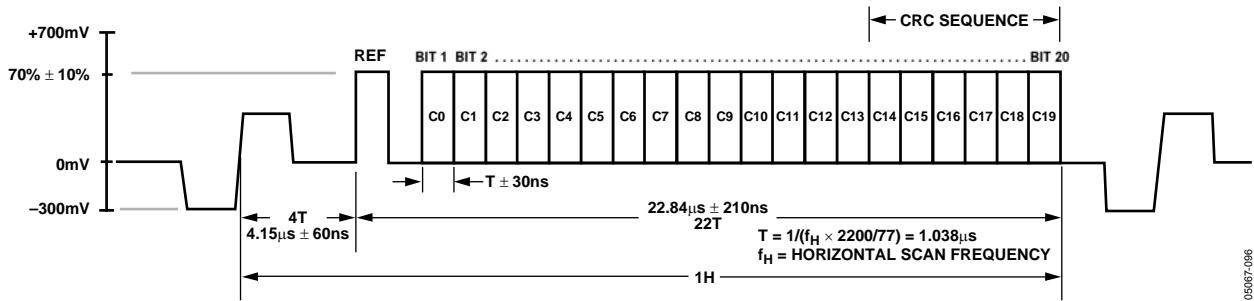 CRC SEQUENCE
+700mV
REF
BIT 1 BIT 2 ........................................................................ BIT 20
70% ± 10%
C0 C1 C2 C3 C4 C5 C6 C7 C8 C9 C10 C11 C12 C13 C14 C15 C16 C17 C18 C19
0mV
T ± 30ns
–300mV
4T
4.15μs ± 60ns
22.84μs ± 210ns
22T
T = 1/(fH × 2200/77) = 1.038μs
fH = HORIZONTAL SCAN FREQUENCY
1H
05067-096